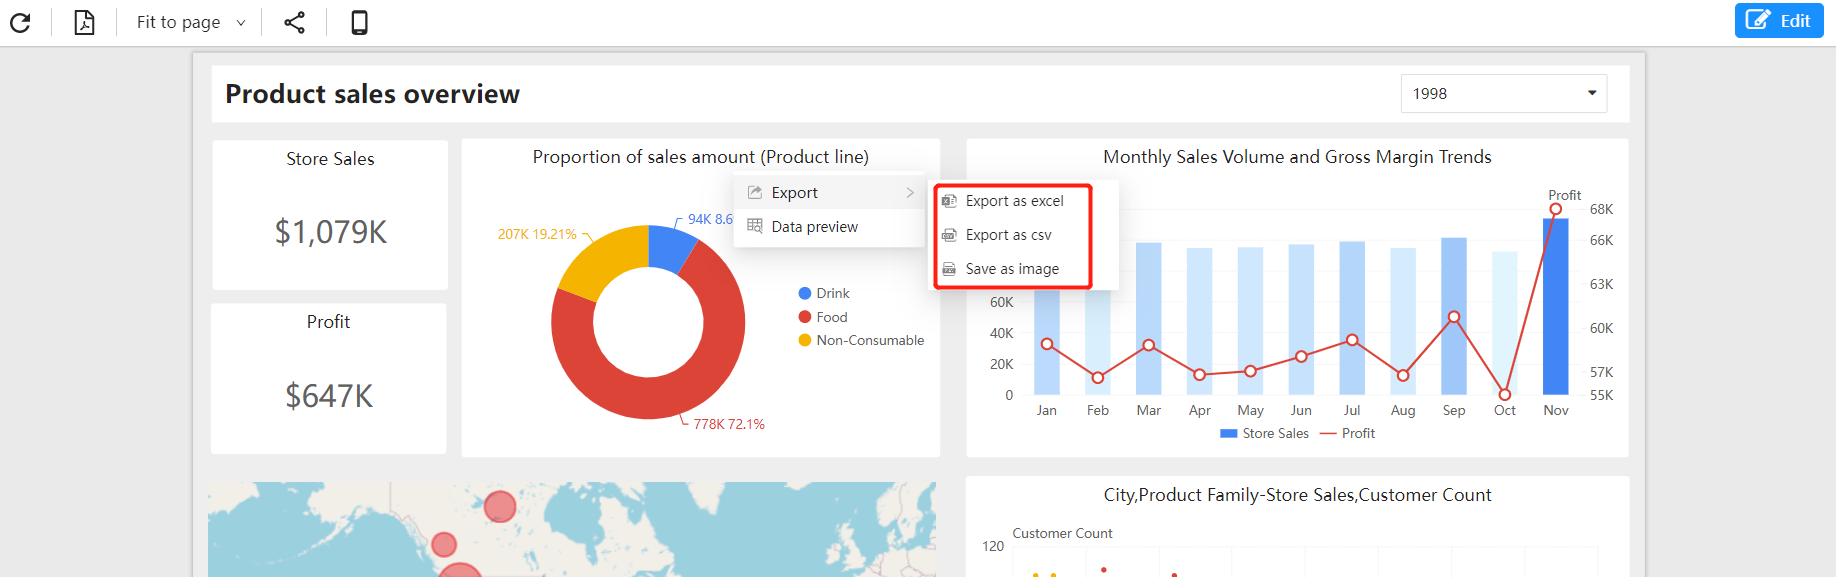 Fit to page
Edit
Product sales overview
1998
Store Sales
$1,079K
Profit
$647K
Proportion of sales amount (Product line)
Export
Data preview
Export as excel
Export as csv
Save as image
94K 8.6
207K 19.21%
778K 72.1%
Drink
Food
Non-Consumable
Monthly Sales Volume and Gross Margin Trends
Profit
60K
40K
20K
0
68K
66K
63K
60K
57K
55K
Jan Feb Mar Apr May Jun Jul Aug Sep Oct Nov
Store Sales Profit
City,Product Family-Store Sales,Customer Count
Customer Count
120